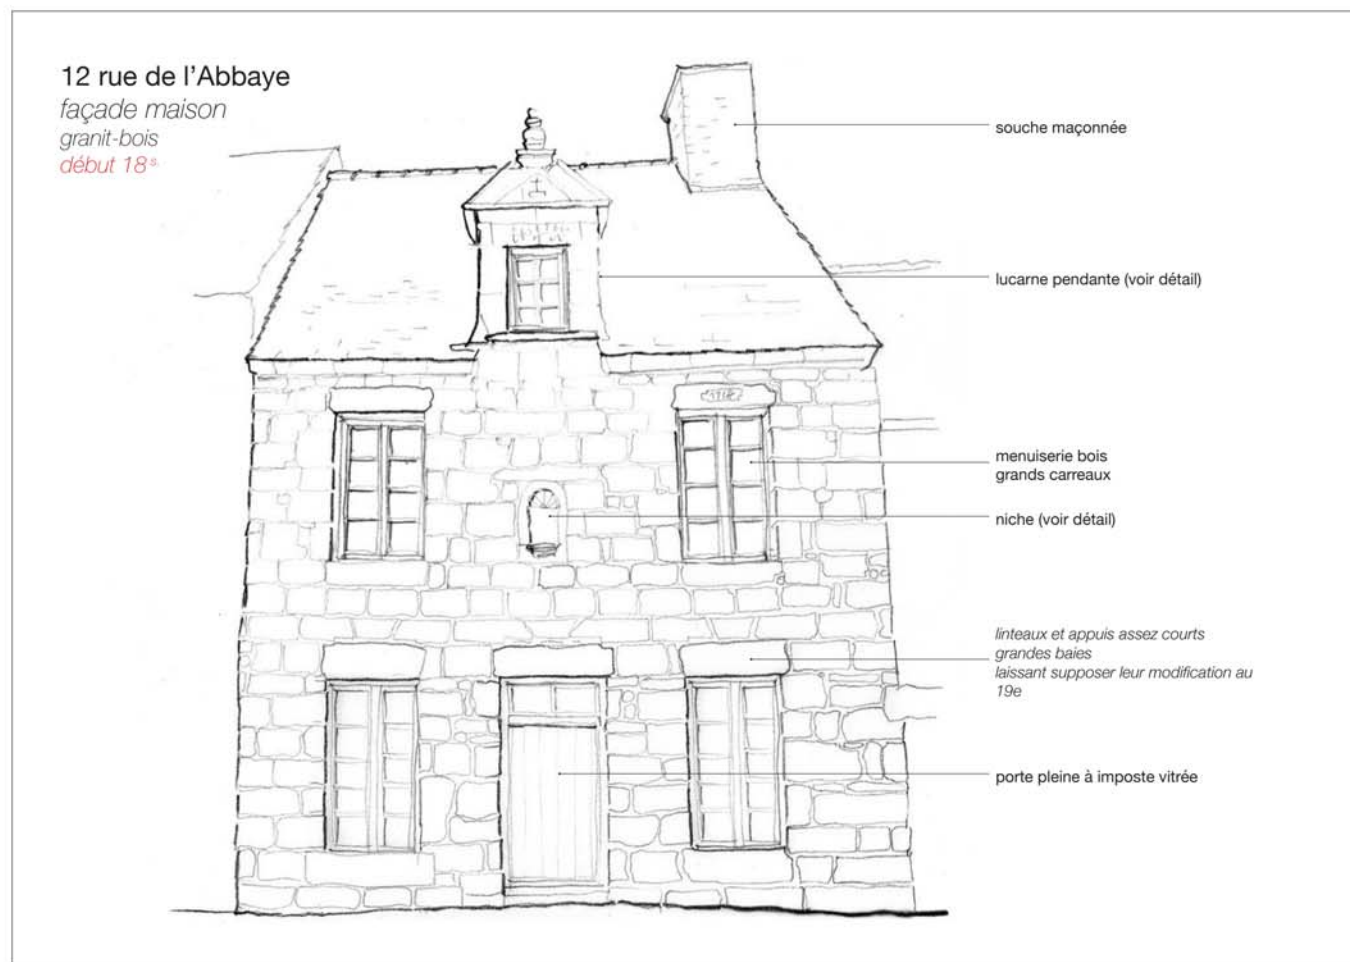 12 rue de l’Abbaye
façade maison
granit-bois
début 18s.
souche maçonnée
lucarne pendante (voir détail)
menuiserie bois
grands carreaux
niche (voir détail)
linteaux et appuis assez courts
grandes baies
laissant supposer leur modification au
19e
porte pleine à imposte vitrée